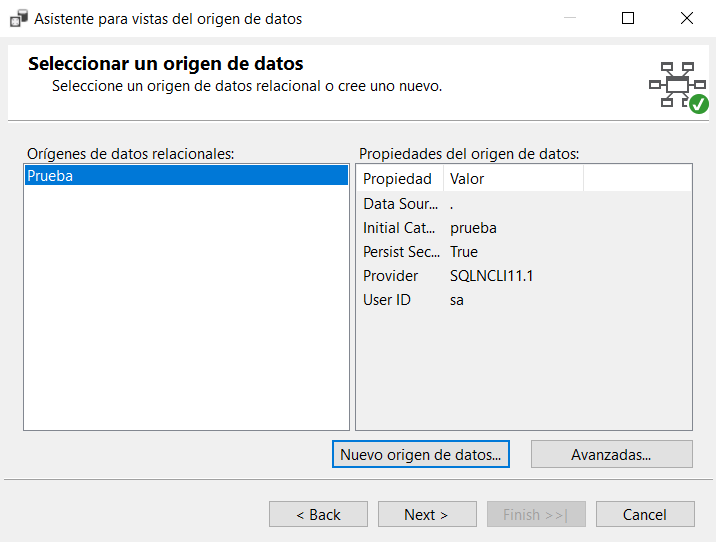 Asistente para vistas del origen de datos
Seleccionar un origen de datos
Seleccione un origen de datos relacional o cree uno nuevo.
Orígenes de datos relacionales:
Prueba
Propiedades del origen de datos:
Propiedad Valor
Data Sour... .
Initial Cat... prueba
Persist Sec... True
Provider SQLNCLI11.1
User ID sa
Nuevo origen de datos... Avanzadas...
< Back Next > Finish >>| Cancel